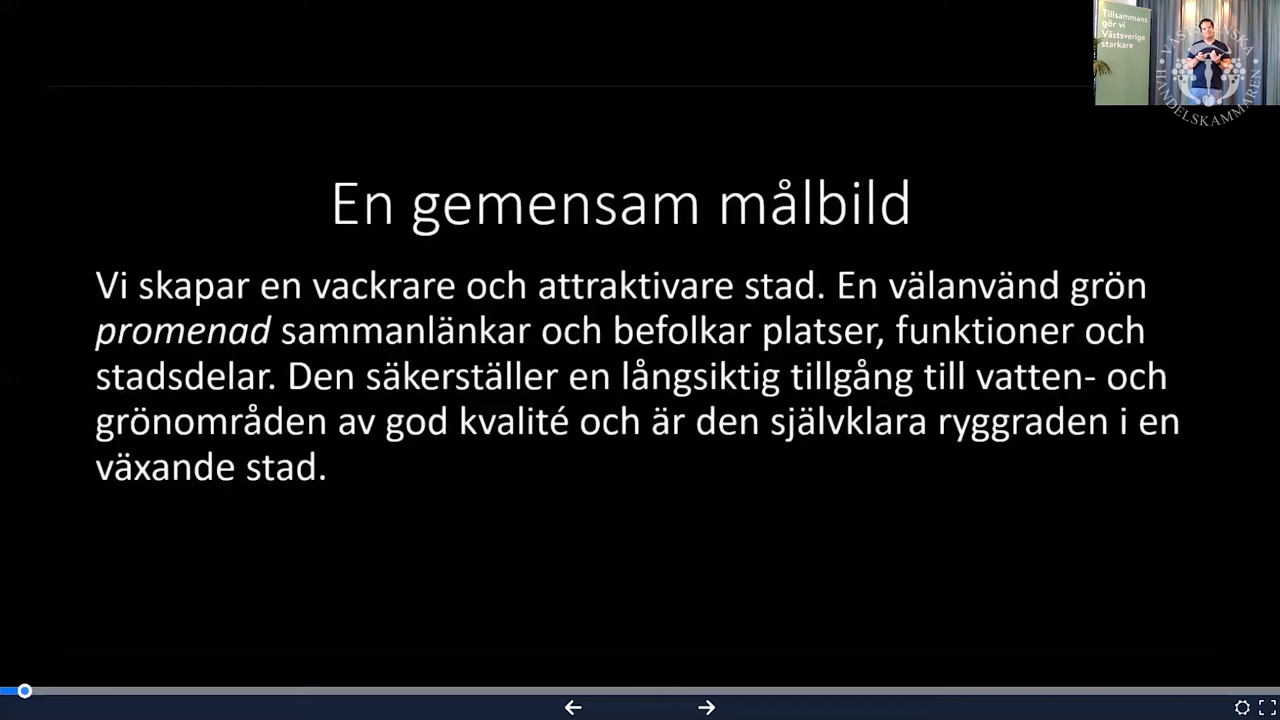 Tillsammans
gör vi
Västsverige
starkare
VÄSTSVENSKA
HANDELSKAMMAREN
En gemensam målbild
Vi skapar en vackrare och attraktivare stad. En välanvänd grön
promenad sammanlänkar och befolkar platser, funktioner och
stadsdelar. Den säkerställer en långsiktig tillgång till vatten- och
grönområden av god kvalité och är den självklara ryggraden i en
växande stad.